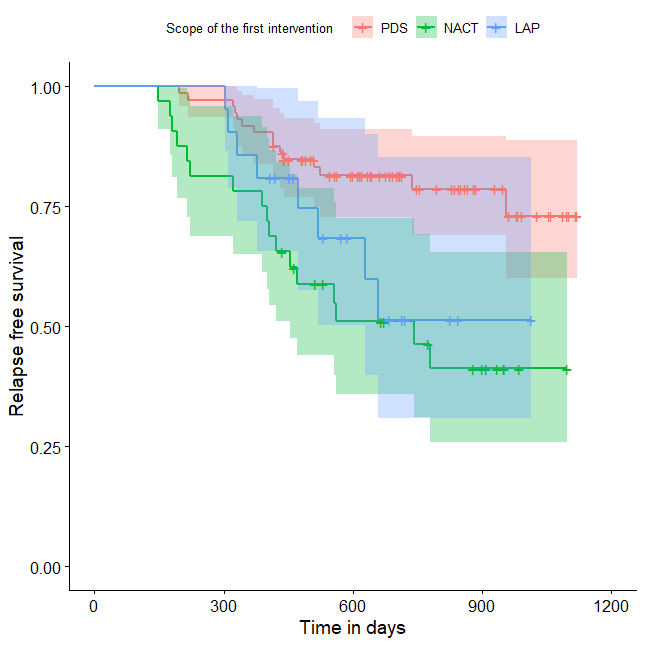 Scope of the first intervention PDS NACT LAP
Relapse free survival
1.00
0.75
0.50
0.25
0.00
0 300 600 900 1200
Time in days